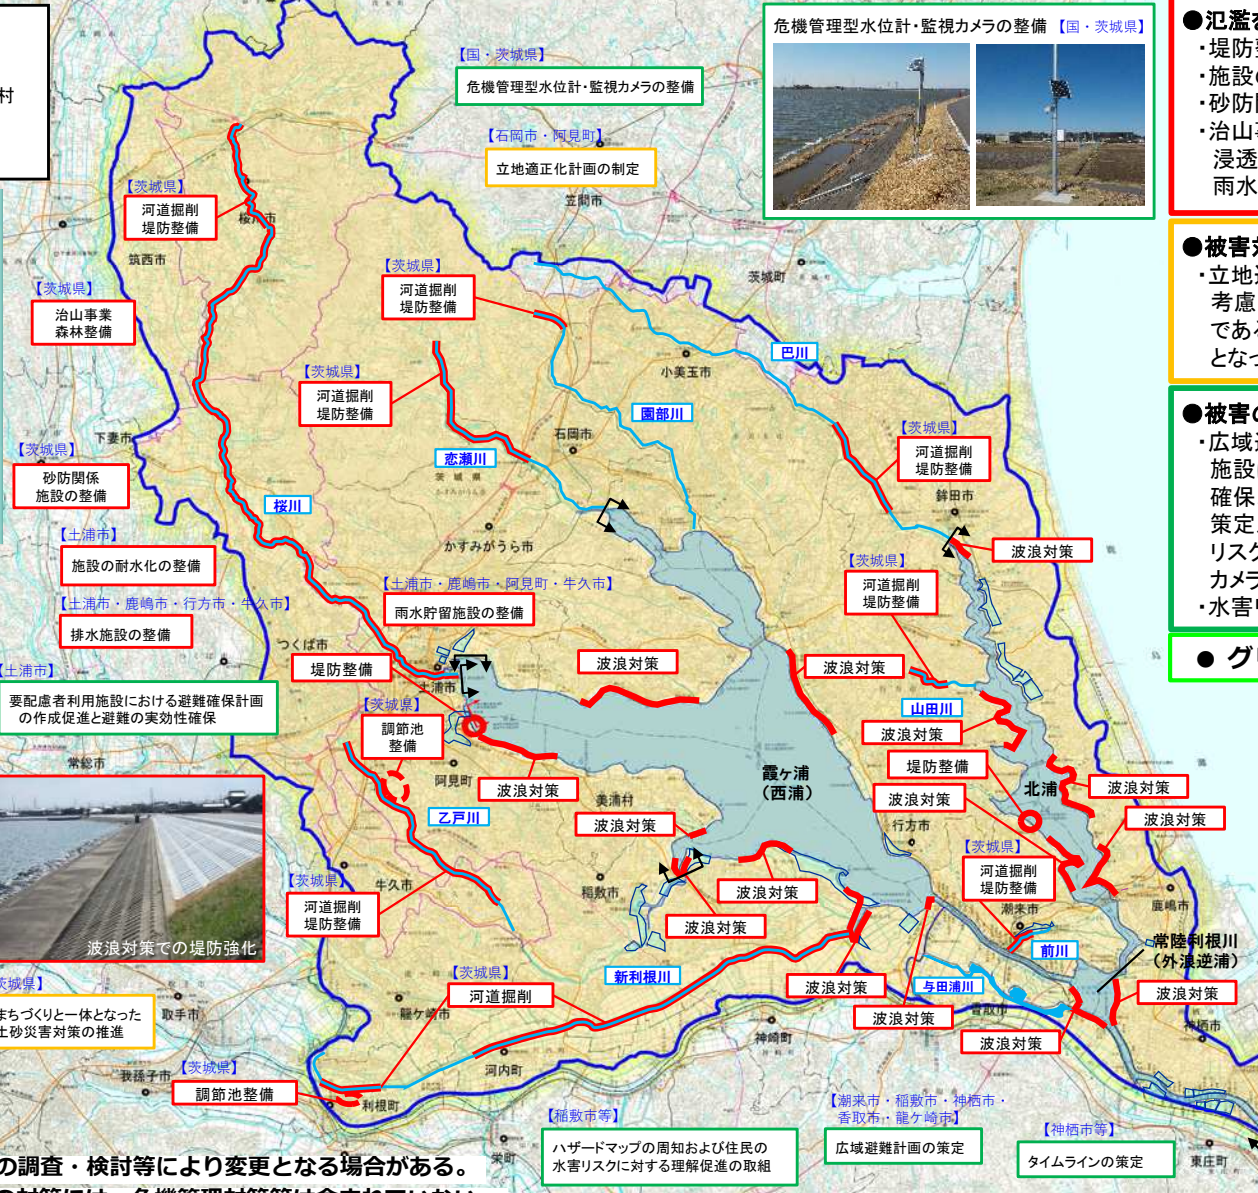 村
【国・茨城県】
危機管理型水位計・監視カメラの整備
危機管理型水位計・監視カメラの整備 【国・茨城県】
【石岡市・阿見町】
立地適正化計画の制定
笠間市
茨城町
【茨城県】
河道掘削
堤防整備
桜川市
筑西市
【茨城県】
治山事業
森林整備
【茨城県】
河道掘削
堤防整備
【茨城県】
河道掘削
堤防整備
巴川
小美玉市
園部川
石岡市
恋瀬川
茨城県
下妻市
【茨城県】
砂防関係
施設の整備
桜川
【茨城県】
河道掘削
堤防整備
鉾田市
かすみがうら市
【土浦市】
施設の耐水化の整備
【土浦市・鹿嶋市・行方市・牛久市】
排水施設の整備
【土浦市・鹿嶋市・阿見町・牛久市】
雨水貯留施設の整備
波浪対策
【茨城県】
河道掘削
堤防整備
つくば市
堤防整備
土浦市
波浪対策
波浪対策
【土浦市】
要配慮者利用施設における避難確保計画
の作成促進と避難の実効性確保
【茨城県】
調節池
整備
山田川
波浪対策
常総市
阿見町
波浪対策
霞ヶ浦
（西浦）
堤防整備
北浦
波浪対策
美浦村
波浪対策
波浪対策
波浪対策
乙戸川
行方市
【茨城県】
河道掘削
堤防整備
波浪対策での堤防強化
【茨城県】
河道掘削
堤防整備
牛久市
稲敷市
波浪対策
波浪対策
潮来市
鹿嶋市
前川
常陸利根川
（外浪逆浦）
新利根川
【茨城県】
河道掘削
波浪対策
与田浦川
波浪対策
茨城県】
まちづくりと一体となった
土砂災害対策の推進
取手市
龍ケ崎市
波浪対策
香取市
神栖市
波浪対策
神崎町
我孫子市
【茨城県】
調節池整備
利根町
河内町
【稲敷市等】
ハザードマップの周知および住民の
水害リスクに対する理解促進の取組
【潮来市・稲敷市・神栖市・
香取市・龍ケ崎市】
広域避難計画の策定
【神栖市等】
タイムラインの策定
栄町
東庄町
の調査・検討等により変更となる場合がある。
●氾濫
・堤防
・施設の
・砂防
・治山
浸透
雨水
●被害
・立地
考慮
である
となっ
●被害の
・広域
施設
確保
策定
リスク
カメラ
・水害
● グ